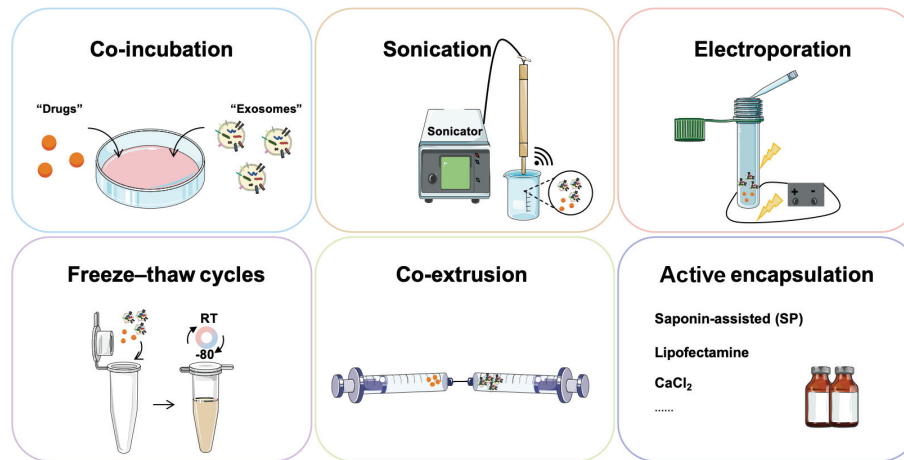 Co-incubation
“Drugs”
“Exosomes”
Sonication
Sonicator
Electroporation
+ -
Freeze–thaw cycles
RT
-80
Co-extrusion
Active encapsulation
Saponin-assisted (SP)
Lipofectamine
CaCl₂
......